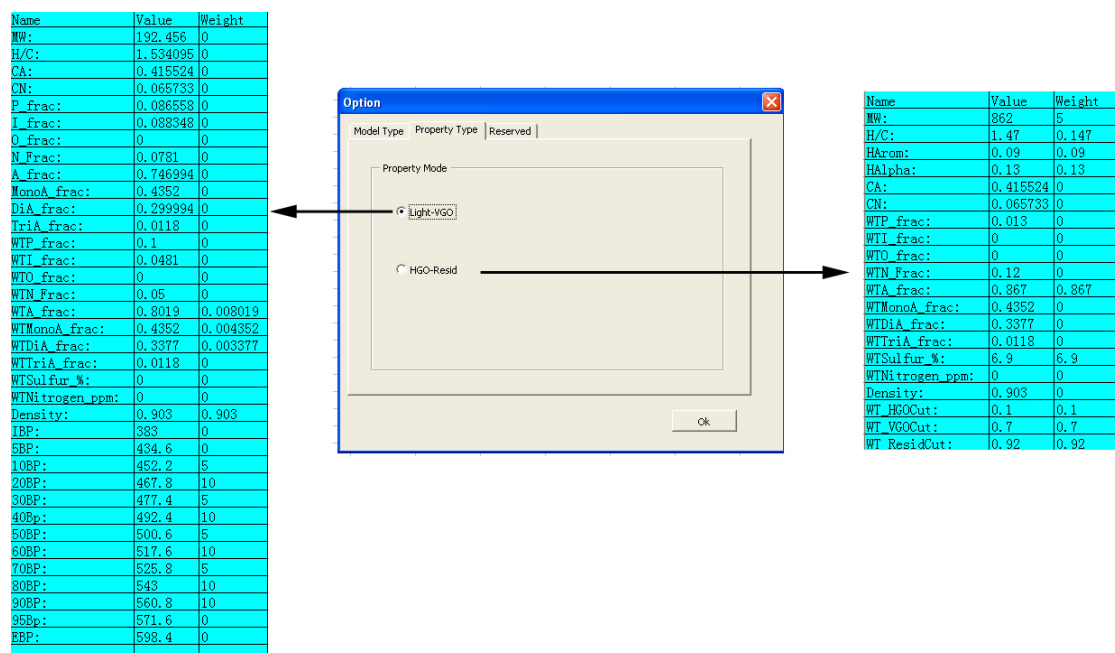 Name Value Weight
MW: 192.456 0
H/C: 1.534095 0
CA: 0.415524 0
CN: 0.065733 0
P_frac: 0.086558 0
I_frac: 0.088348 0
O_frac: 0 0
N_Frac: 0.0781 0
A_frac: 0.746994 0
MonoA_frac: 0.4352 0
DiA_frac: 0.299994 0
TriA_frac: 0.0118 0
WTP_frac: 0.1 0
WTI_frac: 0.0481 0
WTO_frac: 0 0
WTN_Frac: 0.05 0
WTA_frac: 0.8019 0.008019
WTMonoA_frac: 0.4352 0.004352
WTDiA_frac: 0.3377 0.003377
WTTriA_frac: 0.0118 0
WTSulfur_%: 0 0
WTNitrogen_ppm: 0 0
Density: 0.903 0.903
IBP: 383 0
5BP: 434.6 0
10BP: 452.2 5
20BP: 467.8 10
30BP: 477.4 5
40Bp: 492.4 10
50BP: 500.6 5
60BP: 517.6 10
70BP: 525.8 5
80BP: 543 10
90BP: 560.8 10
95Bp: 571.6 0
EBP: 598.4 0
Option
Model Type Property Type Reserved
Property Mode
Light-VGO
HGO-Resid
Ok
Name Value Weight
MW: 862 5
H/C: 1.47 0.147
HArom: 0.09 0.09
HAlpha: 0.13 0.13
CA: 0.415524 0
CN: 0.065733 0
WTP_frac: 0.013 0
WTI_frac: 0 0
WTO_frac: 0 0
WTN_Frac: 0.12 0
WTA_frac: 0.867 0.867
WTMonoA_frac: 0.4352 0
WTDiA_frac: 0.3377 0
WTTriA_frac: 0.0118 0
WTSulfur_%: 6.9 6.9
WTNitrogen_ppm: 0 0
Density: 0.903 0
WT_HGOCut: 0.1 0.1
WT_VGOCut: 0.7 0.7
WT_ResidCut: 0.92 0.92